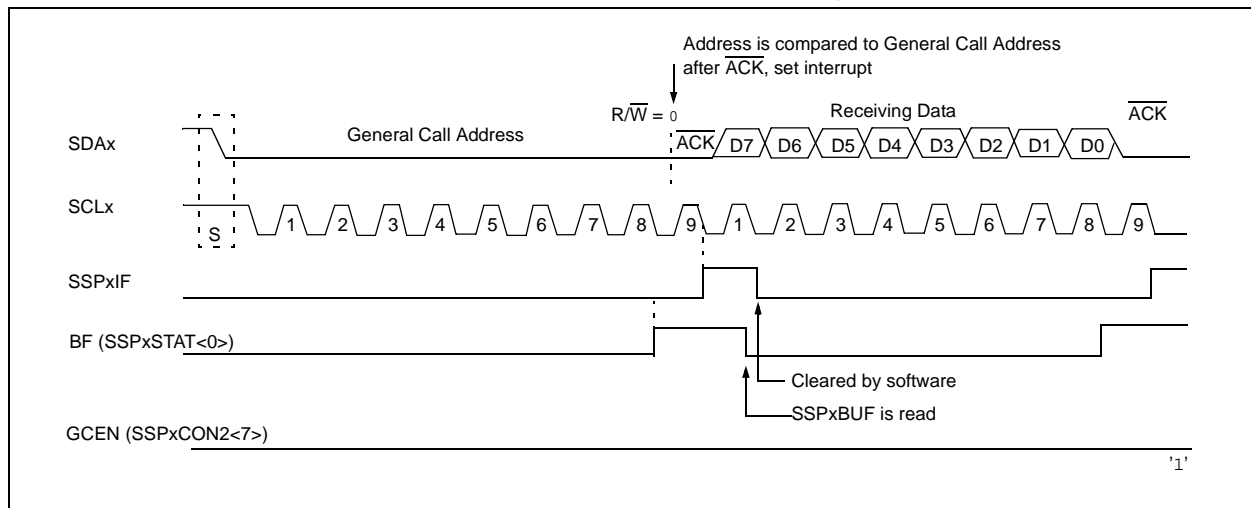 Address is compared to General Call Address
after ACK, set interrupt
R/W = 0
Receiving Data
ACK
SDAx
General Call Address
ACK
D7 D6 D5 D4 D3 D2 D1 D0
SCLx
S
1 2 3 4 5 6 7 8 9 1 2 3 4 5 6 7 8 9
SSPxIF
BF (SSPxSTAT<0>)
Cleared by software
SSPxBUF is read
GCEN (SSPxCON2<7>)
'1'